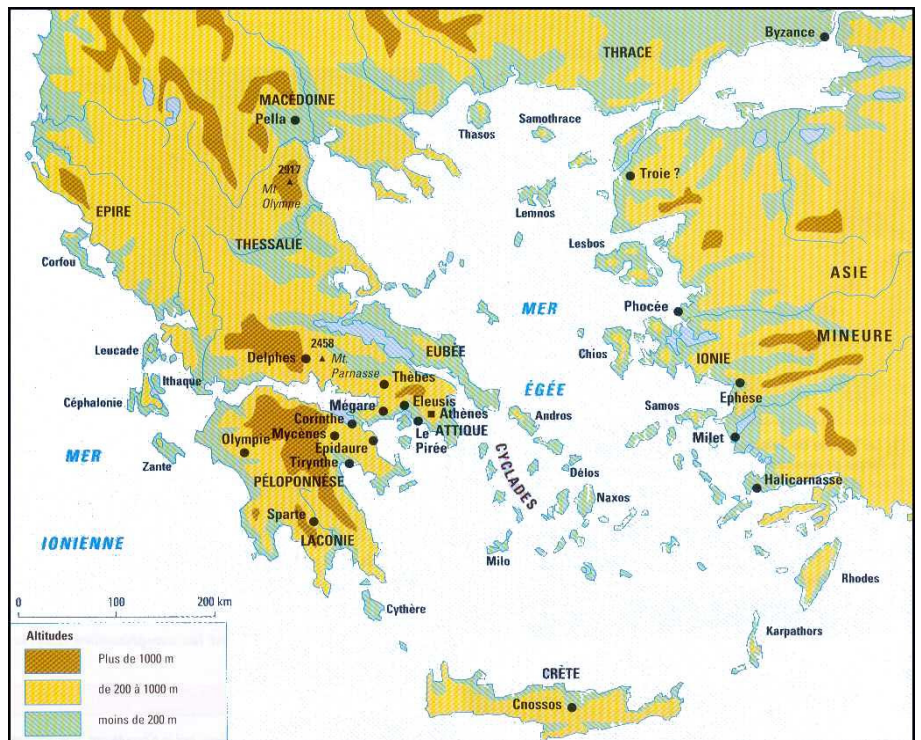 Byzance
THRACE
MACÉDOINE
Pella
Thasos
Samothrace
2917
Mt
Olympe
Troie ?
EPIRE
Lemnos
THESSALIE
Lesbos
Corfou
ASIE
MER
Phocée
MINEURE
2458
Leucade
Delphes
Mt.
Parnasse
EUBÉE
Chios
IONIE
Ithaque
Thèbes
ÉGÉE
Céphalonie
Eleusis
Ephèse
Mégare
Athènes
Andros
Samos
Corinthe
ATTIQUE
Olympie
Mycènes
Le
Pirée
Milet
MER
Epidaure
CYCLADES
Zante
Tirynthe
Délos
Halicarnasse
PÉLOPONNÈSE
Naxos
Sparte
IONIENNE
LACONIE
Milo
Rhodes
0 100 200 km
Cythère
Karpathors
Altitudes
Plus de 1000 m
CRÈTE
de 200 à 1000 m
Cnossos
moins de 200 m